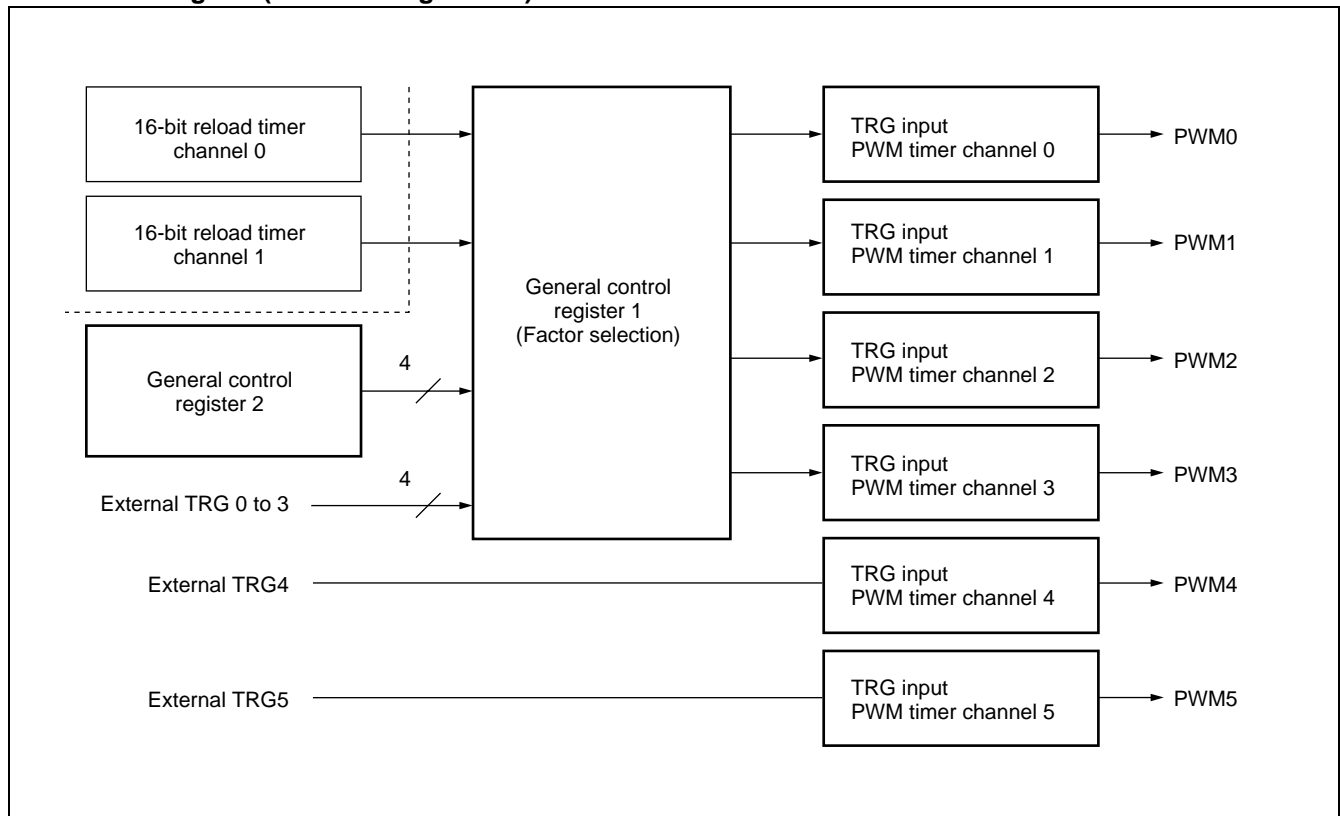 16-bit reload timer
channel 0
16-bit reload timer
channel 1
General control
register 2
4
External TRG 0 to 3
4
External TRG4
External TRG5
General control
register 1
(Factor selection)
TRG input
PWM timer channel 0
PWM0
TRG input
PWM timer channel 1
PWM1
TRG input
PWM timer channel 2
PWM2
TRG input
PWM timer channel 3
PWM3
TRG input
PWM timer channel 4
PWM4
TRG input
PWM timer channel 5
PWM5